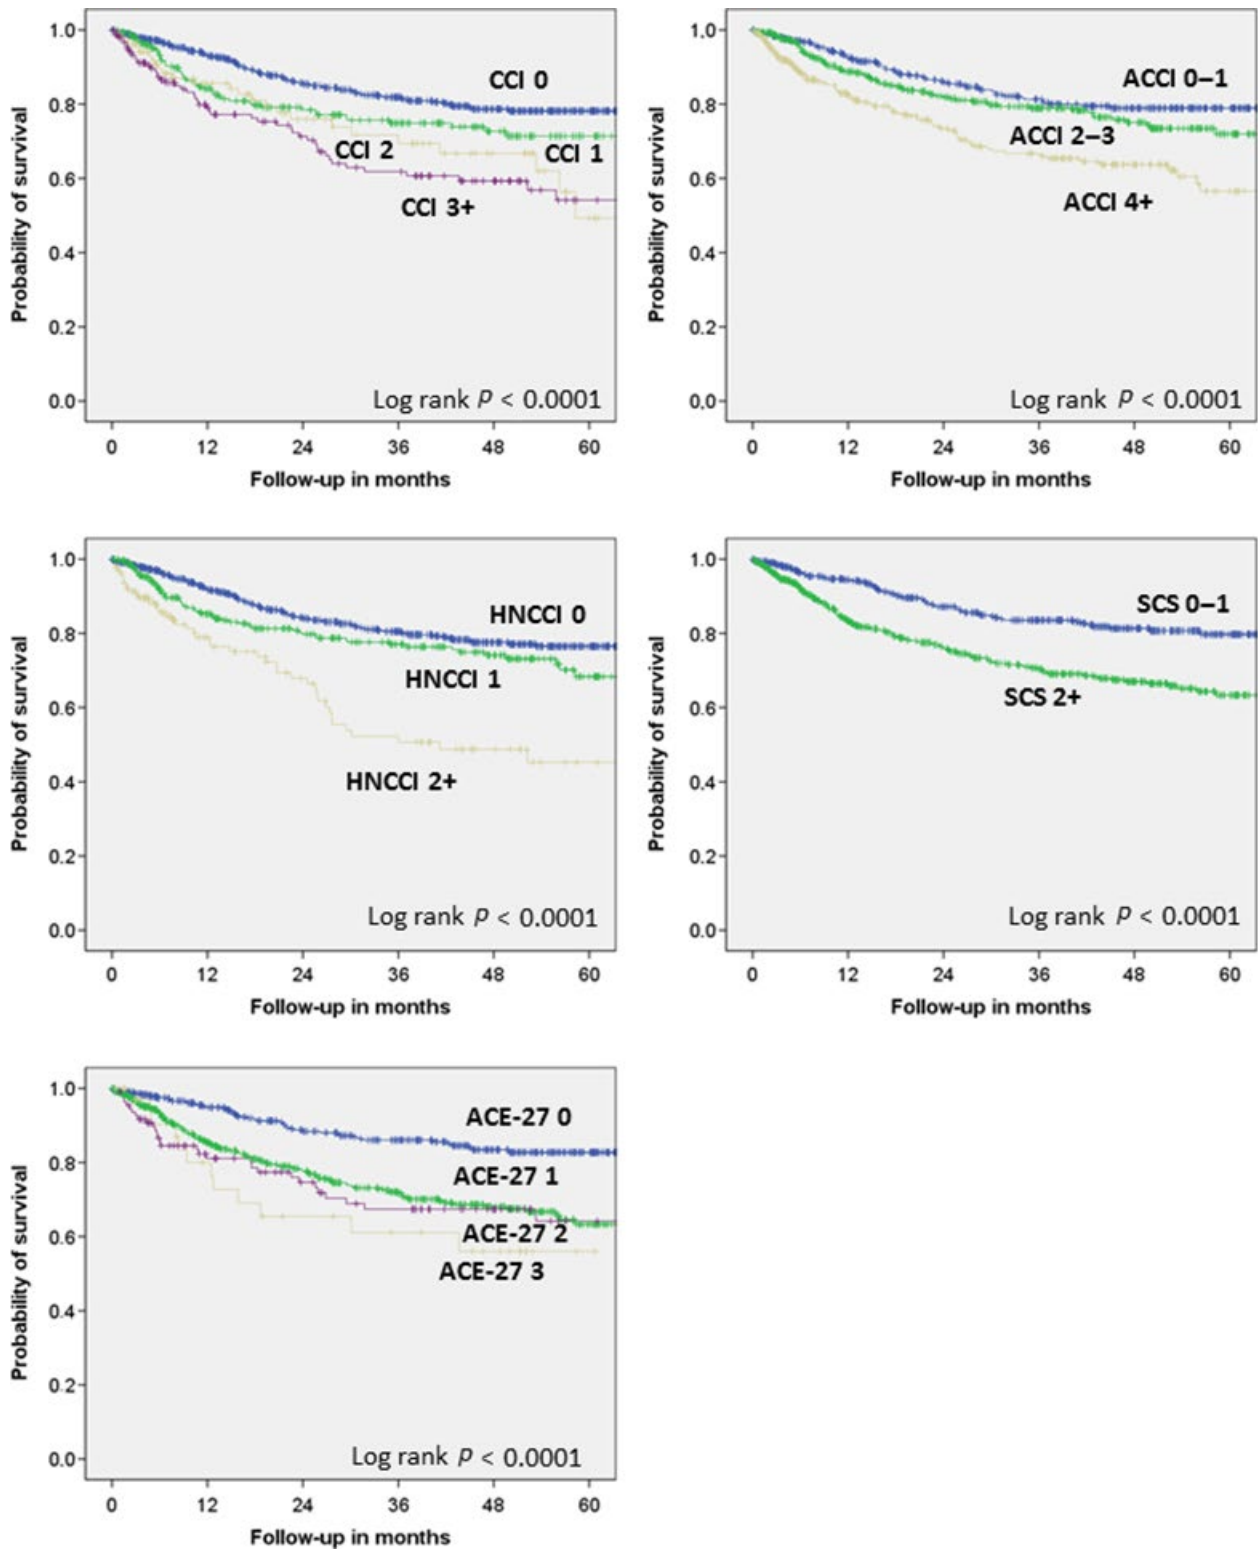 1.0
0.8
0.6
0.4
0.2
0.0
Probability of survival
CCI 0
CCI 2
CCI 1
CCI 3+
Log rank p < 0.0001
0 12 24 36 48 60
Follow-up in months
1.0
0.8
0.6
0.4
0.2
0.0
Probability of survival
ACCI 0–1
ACCI 2–3
ACCI 4+
Log rank p < 0.0001
0 12 24 36 48 60
Follow-up in months
1.0
0.8
0.6
0.4
0.2
0.0
Probability of survival
HNCCI 0
HNCCI 1
HNCCI 2+
Log rank p < 0.0001
0 12 24 36 48 60
Follow-up in months
1.0
0.8
0.6
0.4
0.2
0.0
Probability of survival
SCS 0–1
SCS 2+
Log rank p < 0.0001
0 12 24 36 48 60
Follow-up in months
1.0
0.8
0.6
0.4
0.2
0.0
Probability of survival
ACE-27 0
ACE-27 1
ACE-27 2
ACE-27 3
Log rank p < 0.0001
0 12 24 36 48 60
Follow-up in months